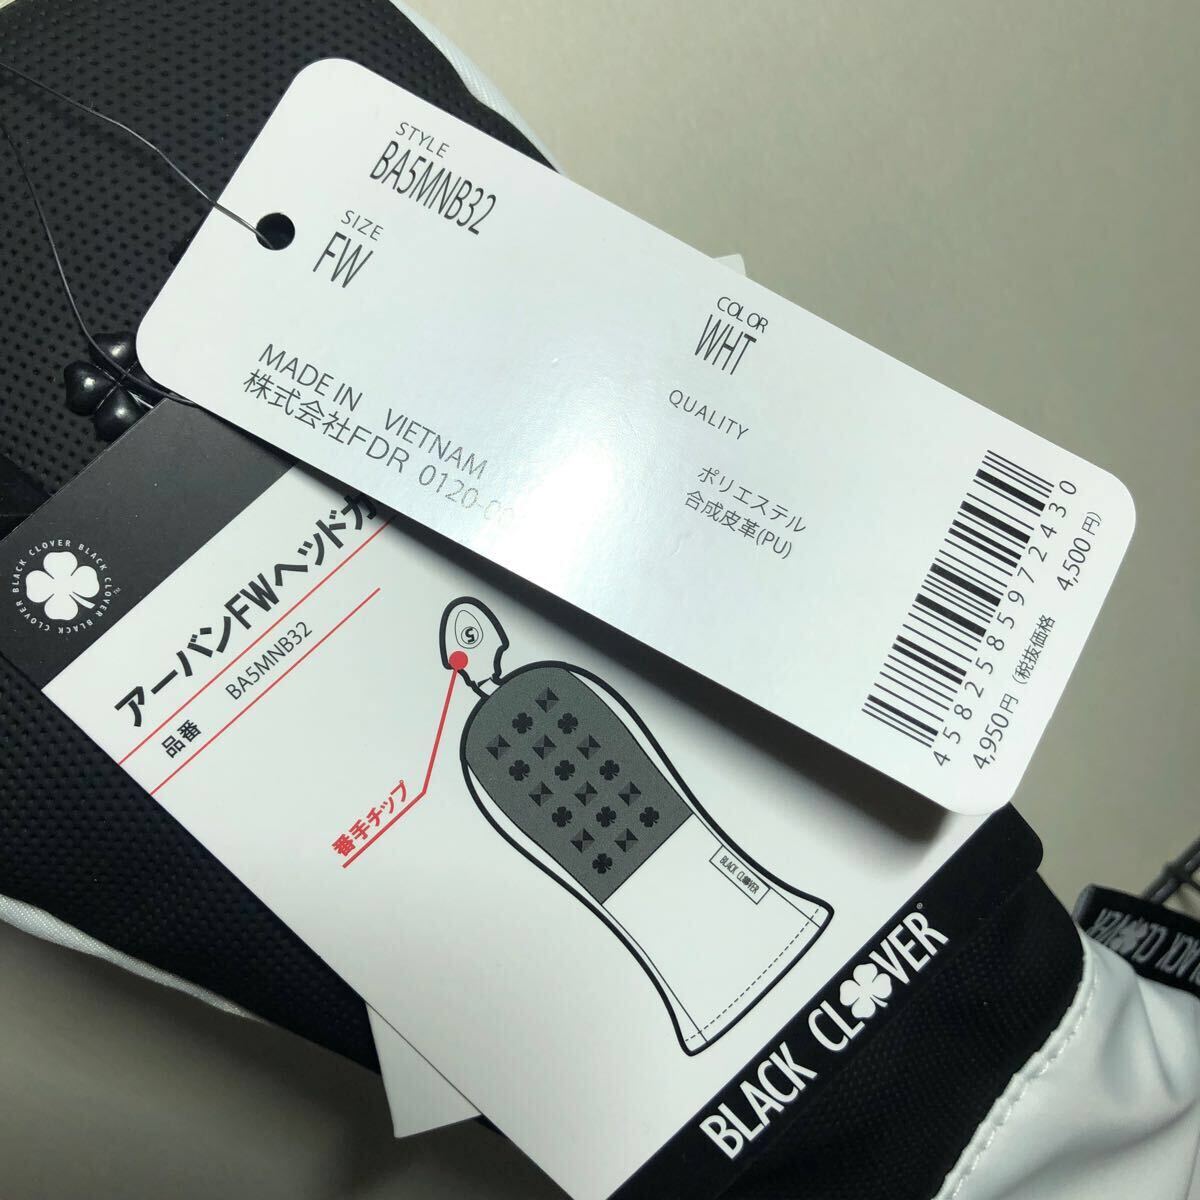 STYLE
BA5MNB32
SIZE
FW
COLOR
WHT
MADE IN VIETNAM
株式会社FDR 0120-00
QUALITY
ポリエステル
合成皮革(PU)
4582585972430
4,950円 (税抜価格 4,500円)
BLACK CLOVER BLACK CLOVER BLACK CLOVER
アーバンFWヘッドカ
品番 BA5MNB32
5
番手チップ
BLACK CLOVER
BLACK CLOVER